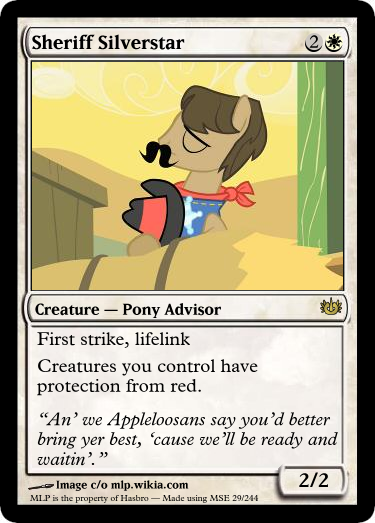 Sheriff Silverstar 2
Creature — Pony Advisor
First strike, lifelink
Creatures you control have
protection from red.
“An’ we Appleloosans say you’d better
bring yer best, ‘cause we’ll be ready and
waitin’.”
2/2
Image c/o mlp.wikia.com
MLP is the property of Hasbro — Made using MSE 29/244